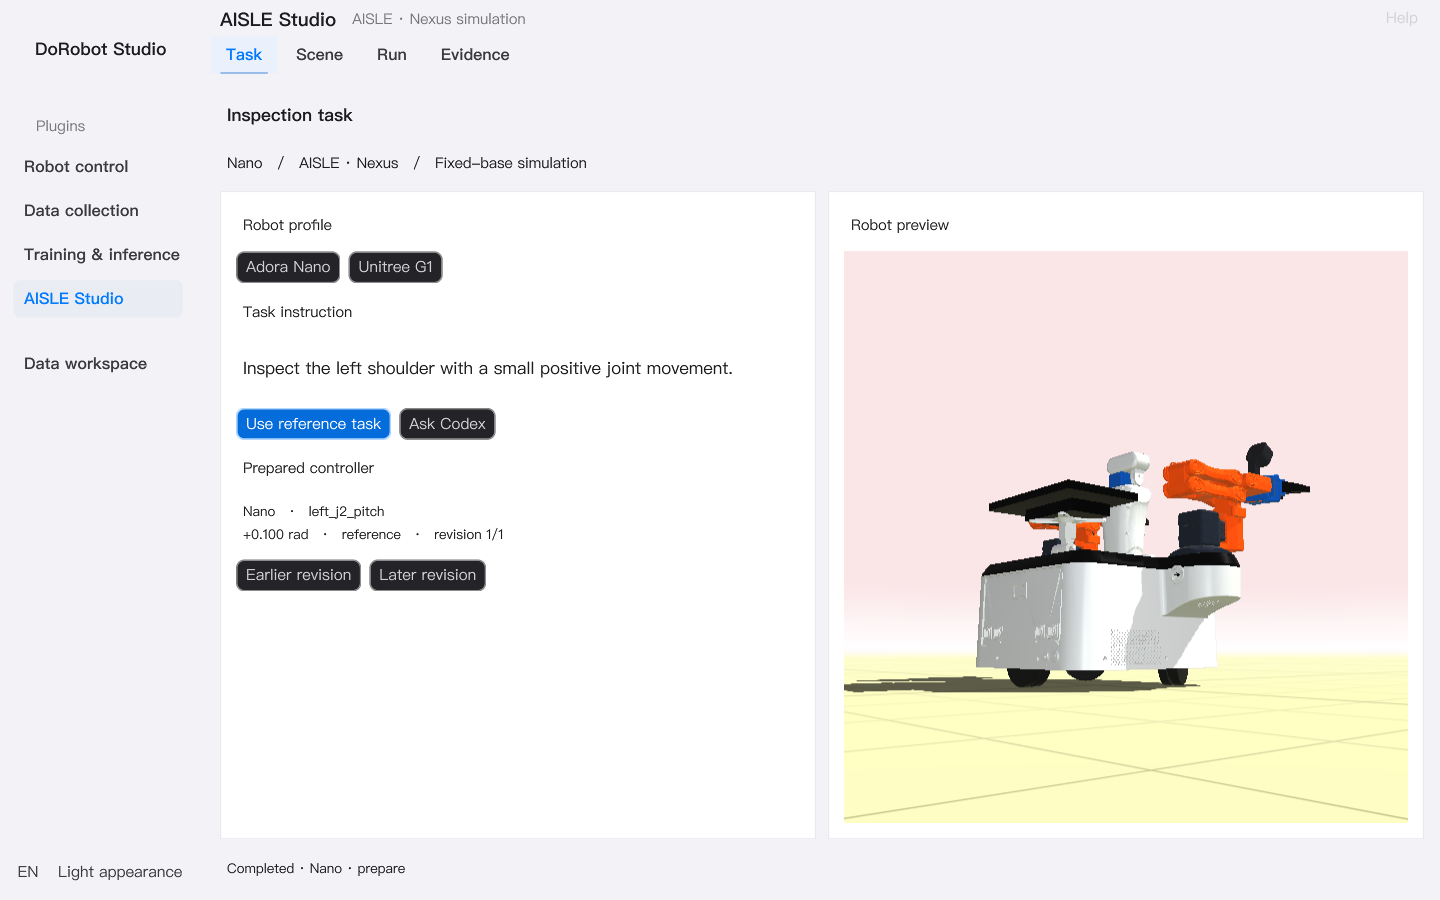 DoRobot Studio
Plugins
Robot control
Data collection
Training & inference
AISLE Studio
Data workspace
EN Light appearance
AISLE Studio AISLE · Nexus simulation
Help
Task Scene Run Evidence
Inspection task
Nano / AISLE · Nexus / Fixed-base simulation
Robot profile
Adora Nano Unitree G1
Task instruction
Inspect the left shoulder with a small positive joint movement.
Use reference task Ask Codex
Prepared controller
Nano · left_j2_pitch
+0.100 rad · reference · revision 1/1
Earlier revision Later revision
Robot preview
Completed · Nano · prepare